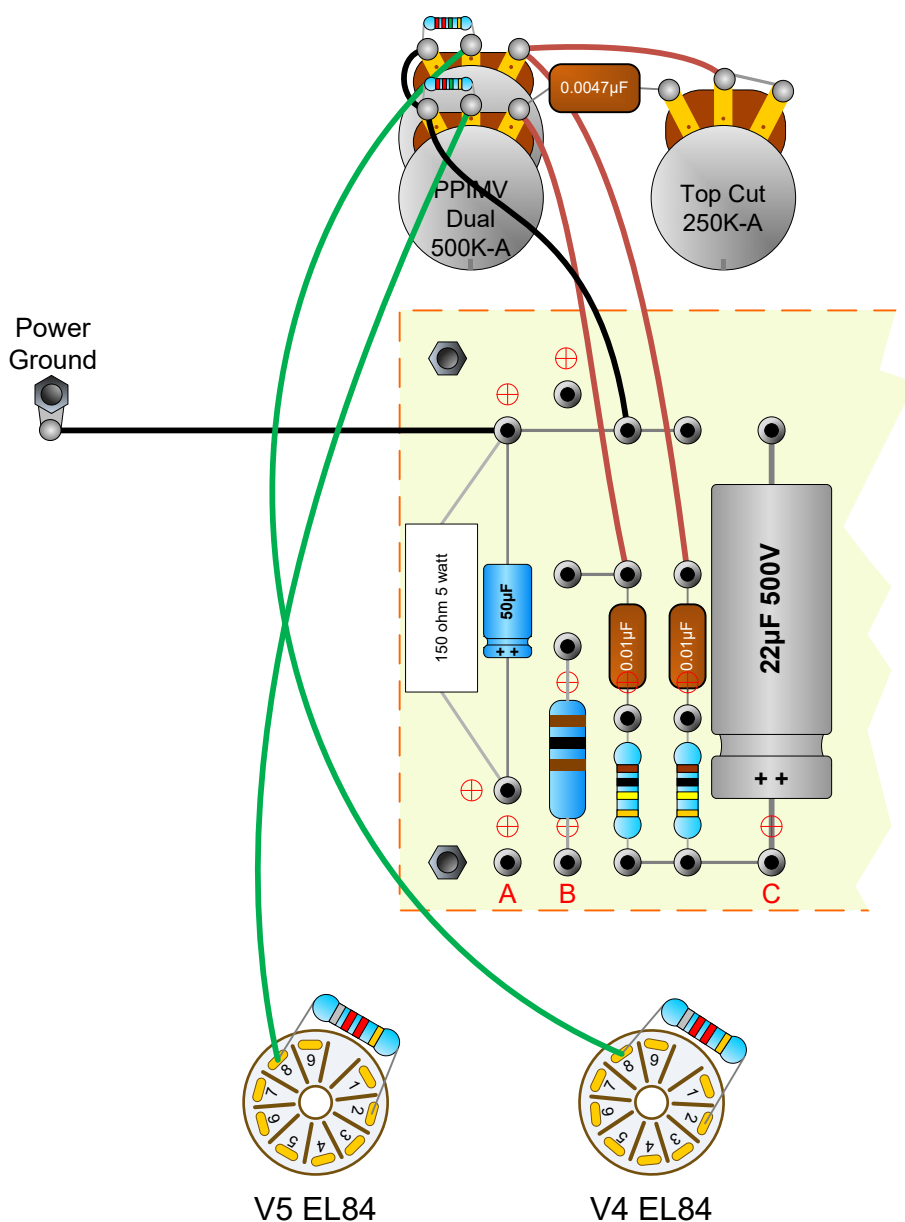 0.0047µF
PPIMV
Dual
500K-A
Top Cut
250K-A
Power
Ground
150 ohm 5 watt
50µF
++
0.01µF
0.01µF
22µF 500V
++
A
B
C
9
8
7
6
5
4
3
2
1
9
8
7
6
5
4
3
2
1
V5 EL84
V4 EL84